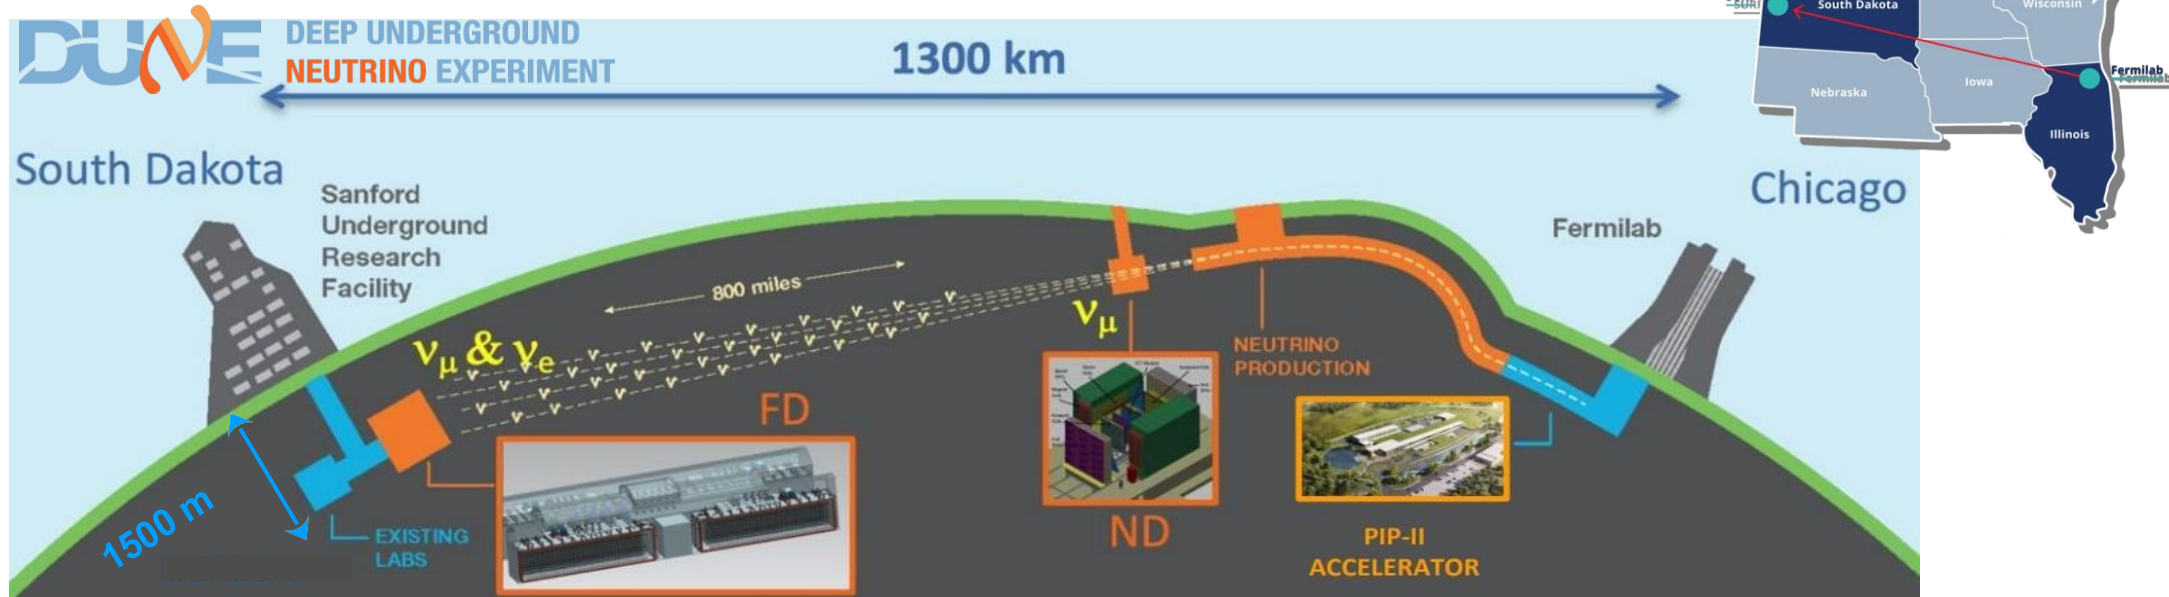 DUNE
DEEP UNDERGROUND
NEUTRINO EXPERIMENT
1300 km
South Dakota
Wisconsin
Fermilab
Nebraska
Iowa
Illinois
South Dakota
Chicago
Sanford
Underground
Research
Facility
Fermilab
800 miles
νμ & νe
νμ
NEUTRINO
PRODUCTION
FD
ND
1500 m
EXISTING
LABS
PIP-II
ACCELERATOR